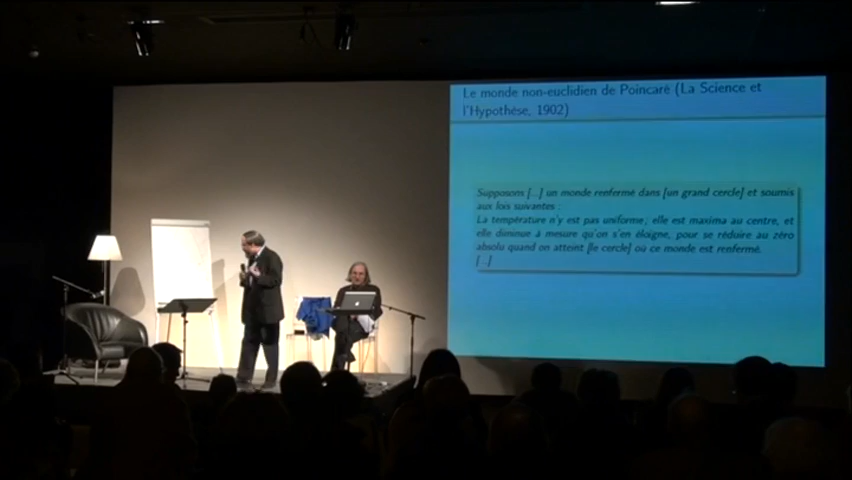 Le monde non-euclidien de Poincaré (La Science et
l'Hypothèse, 1902)
Supposons [...] un monde renfermé dans [un grand cercle] et soumis
aux lois suivantes :
La température n'y est pas uniforme; elle est maxima au centre, et
elle diminue à mesure qu'on s'en éloigne, pour se réduire au zéro
absolu quand on atteint [le cercle] où ce monde est renfermé.
[...]